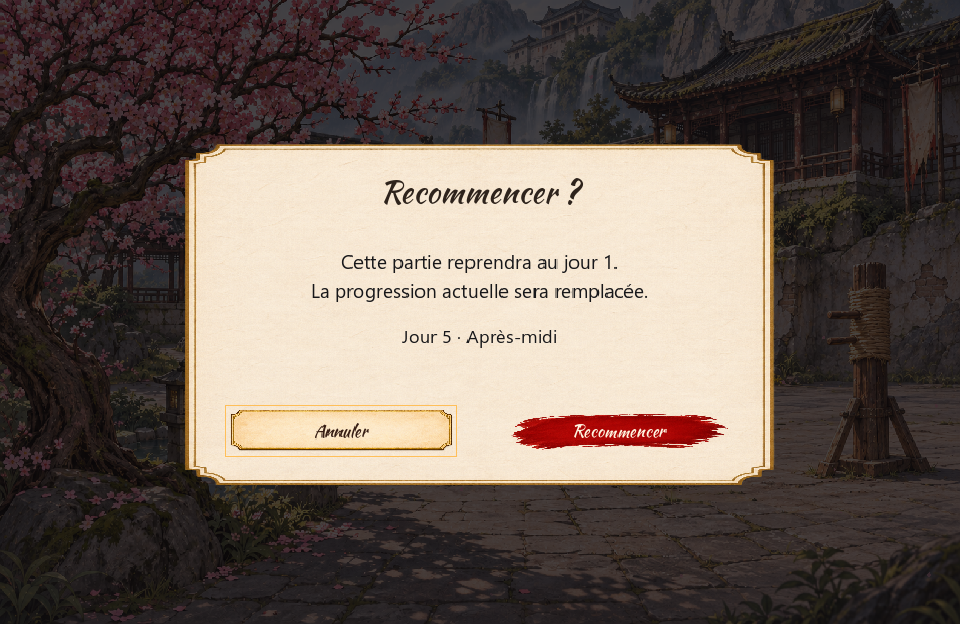 Recommencer ?
Cette partie reprendra au jour 1.
La progression actuelle sera remplacée.
Jour 5 · Après-midi
Annuler
Recommencer